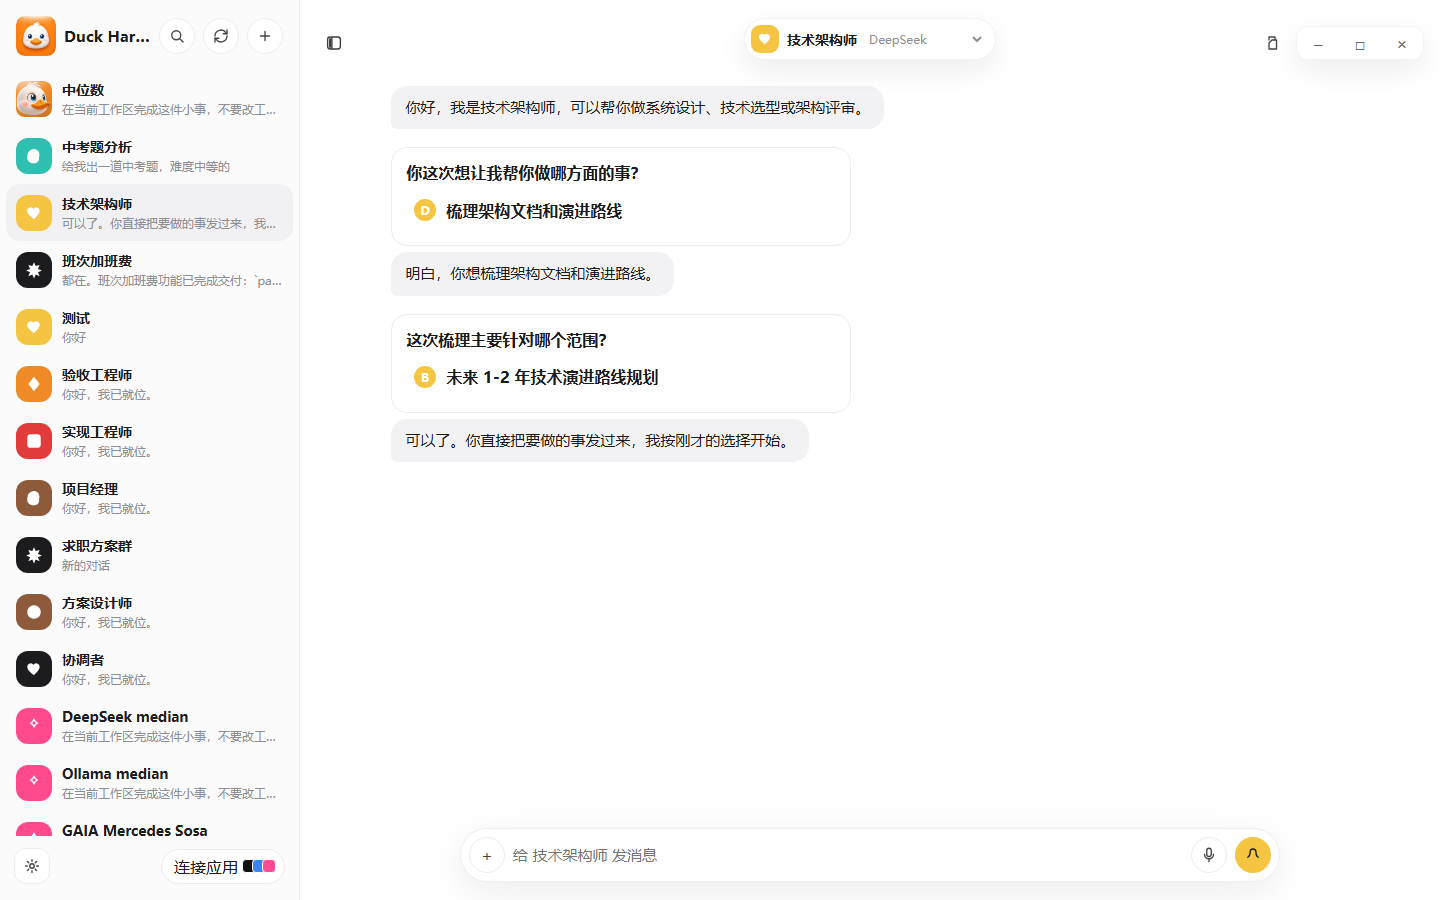 Duck Har...
中位数
在当前工作区完成这件小事，不要改工...
中考题分析
给我出一道中考题，难度中等的
技术架构师
可以了。你直接把要做的事发过来，我...
班次加班费
都在。班次加班费功能已完成交付：`pa...
测试
你好
验收工程师
你好，我已就位。
实现工程师
你好，我已就位。
项目经理
你好，我已就位。
求职方案群
新的对话
方案设计师
你好，我已就位。
协调者
你好，我已就位。
DeepSeek median
在当前工作区完成这件小事，不要改工...
Ollama median
在当前工作区完成这件小事，不要改工...
GAIA Mercedes Sosa
连接应用
技术架构师 DeepSeek
你好，我是技术架构师，可以帮你做系统设计、技术选型或架构评审。
你这次想让我帮你做哪方面的事？
D 梳理架构文档和演进路线
明白，你想梳理架构文档和演进路线。
这次梳理主要针对哪个范围？
B 未来 1-2 年技术演进路线规划
可以了。你直接把要做的事发过来，我按刚才的选择开始。
给 技术架构师 发消息